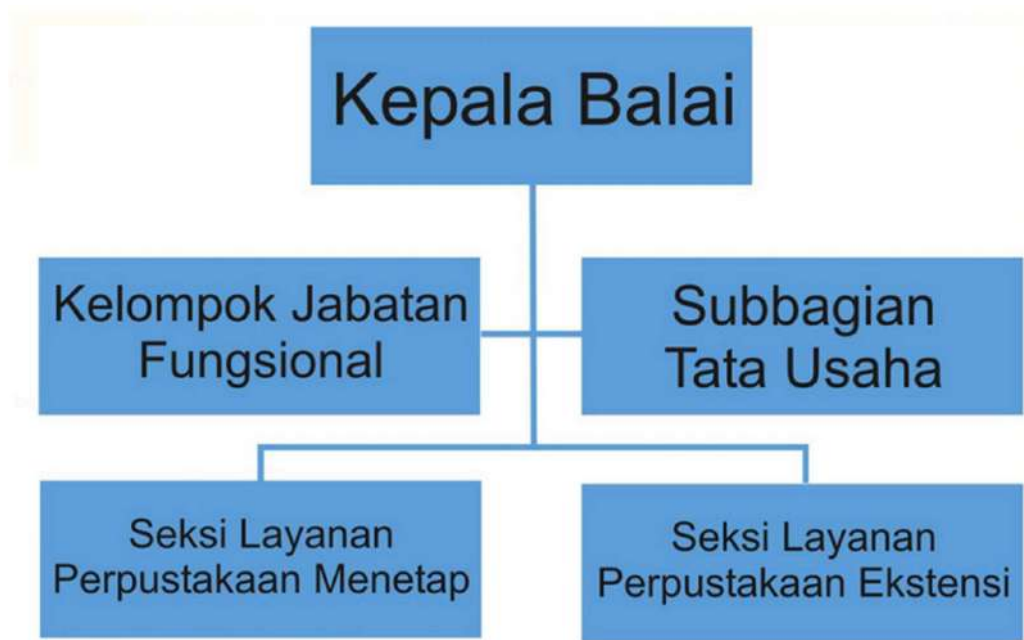 Kepala Balai
Kelompok Jabatan
Fungsional
Subbagian
Tata Usaha
Seksi Layanan
Perpustakaan Menetap
Seksi Layanan
Perpustakaan Ekstensi